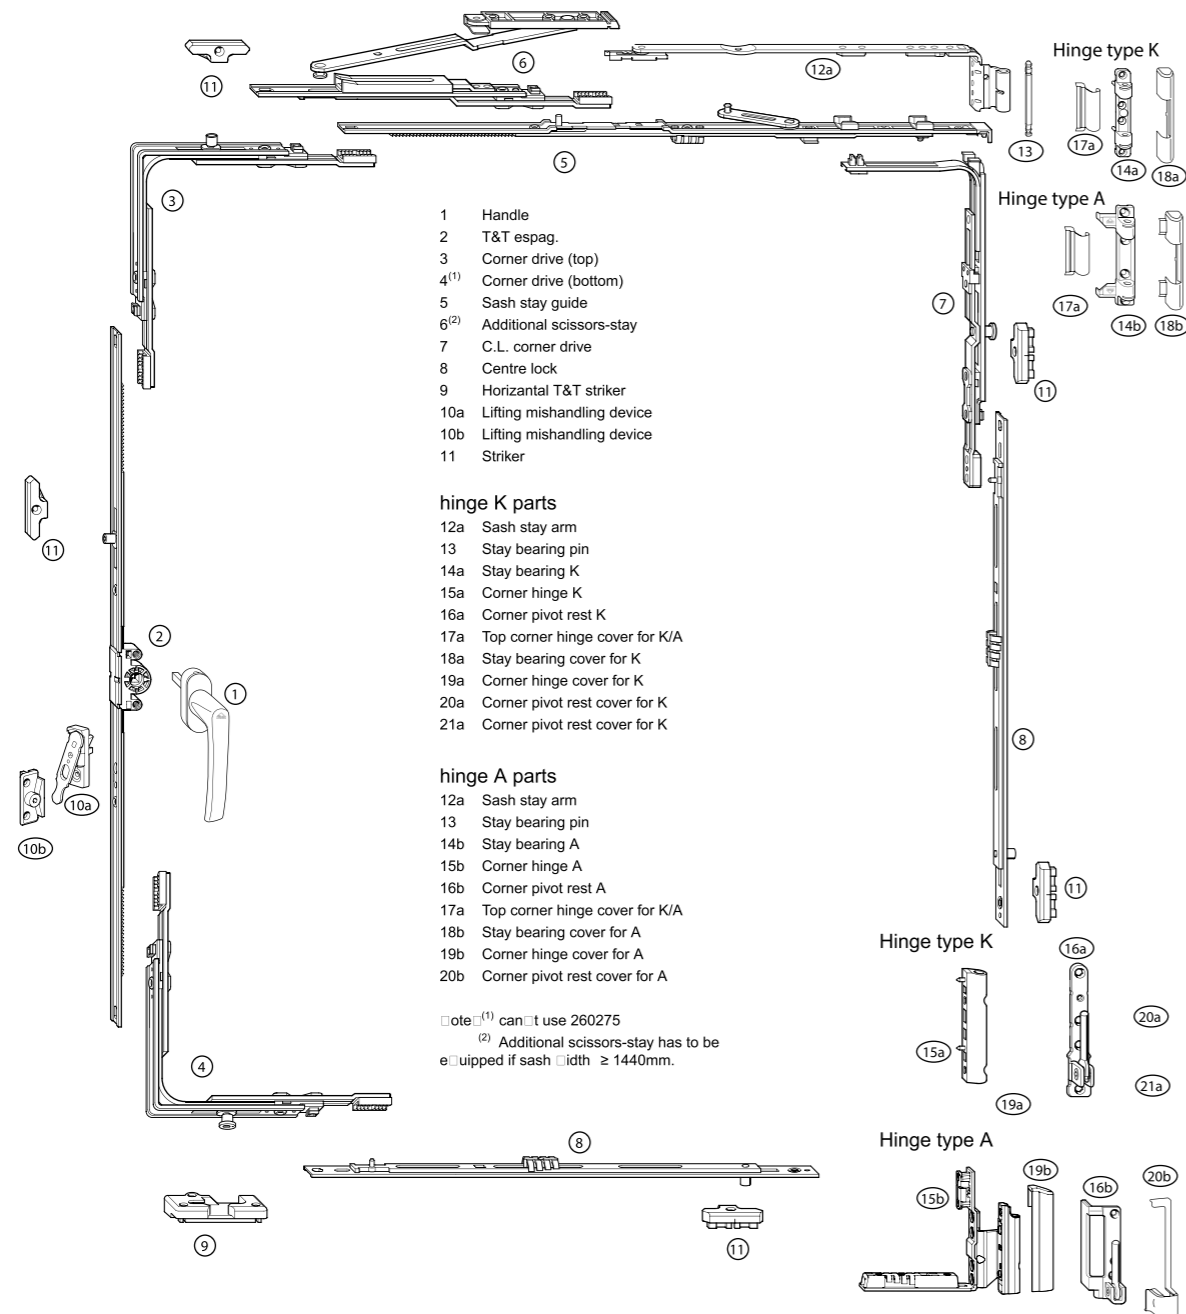 11
6
12a
Hinge type K
13
17a
14a
18a
5
3
Hinge type A
17a
14b
18b
7
11
1 Handle
2 T&T espag.
3 Corner drive (top)
4(1) Corner drive (bottom)
5 Sash stay guide
6(2) Additional scissors-stay
7 C.L. corner drive
8 Centre lock
9 Horizantal T&T striker
10a Lifting mishandling device
10b Lifting mishandling device
11 Striker
hinge K parts
12a Sash stay arm
13 Stay bearing pin
14a Stay bearing K
15a Corner hinge K
16a Corner pivot rest K
17a Top corner hinge cover for K/A
18a Stay bearing cover for K
19a Corner hinge cover for K
20a Corner pivot rest cover for K
21a Corner pivot rest cover for K
hinge A parts
12a Sash stay arm
13 Stay bearing pin
14b Stay bearing A
15b Corner hinge A
16b Corner pivot rest A
17a Top corner hinge cover for K/A
18b Stay bearing cover for A
19b Corner hinge cover for A
20b Corner pivot rest cover for A
□ote□(1) can□t use 260275
(2) Additional scissors-stay has to be
e□uipped if sash □idth ≥ 1440mm.
11
2
1
10a
10b
8
11
4
9
8
11
Hinge type K
16a
15a
20a
21a
19a
Hinge type A
15b
19b
16b
20b